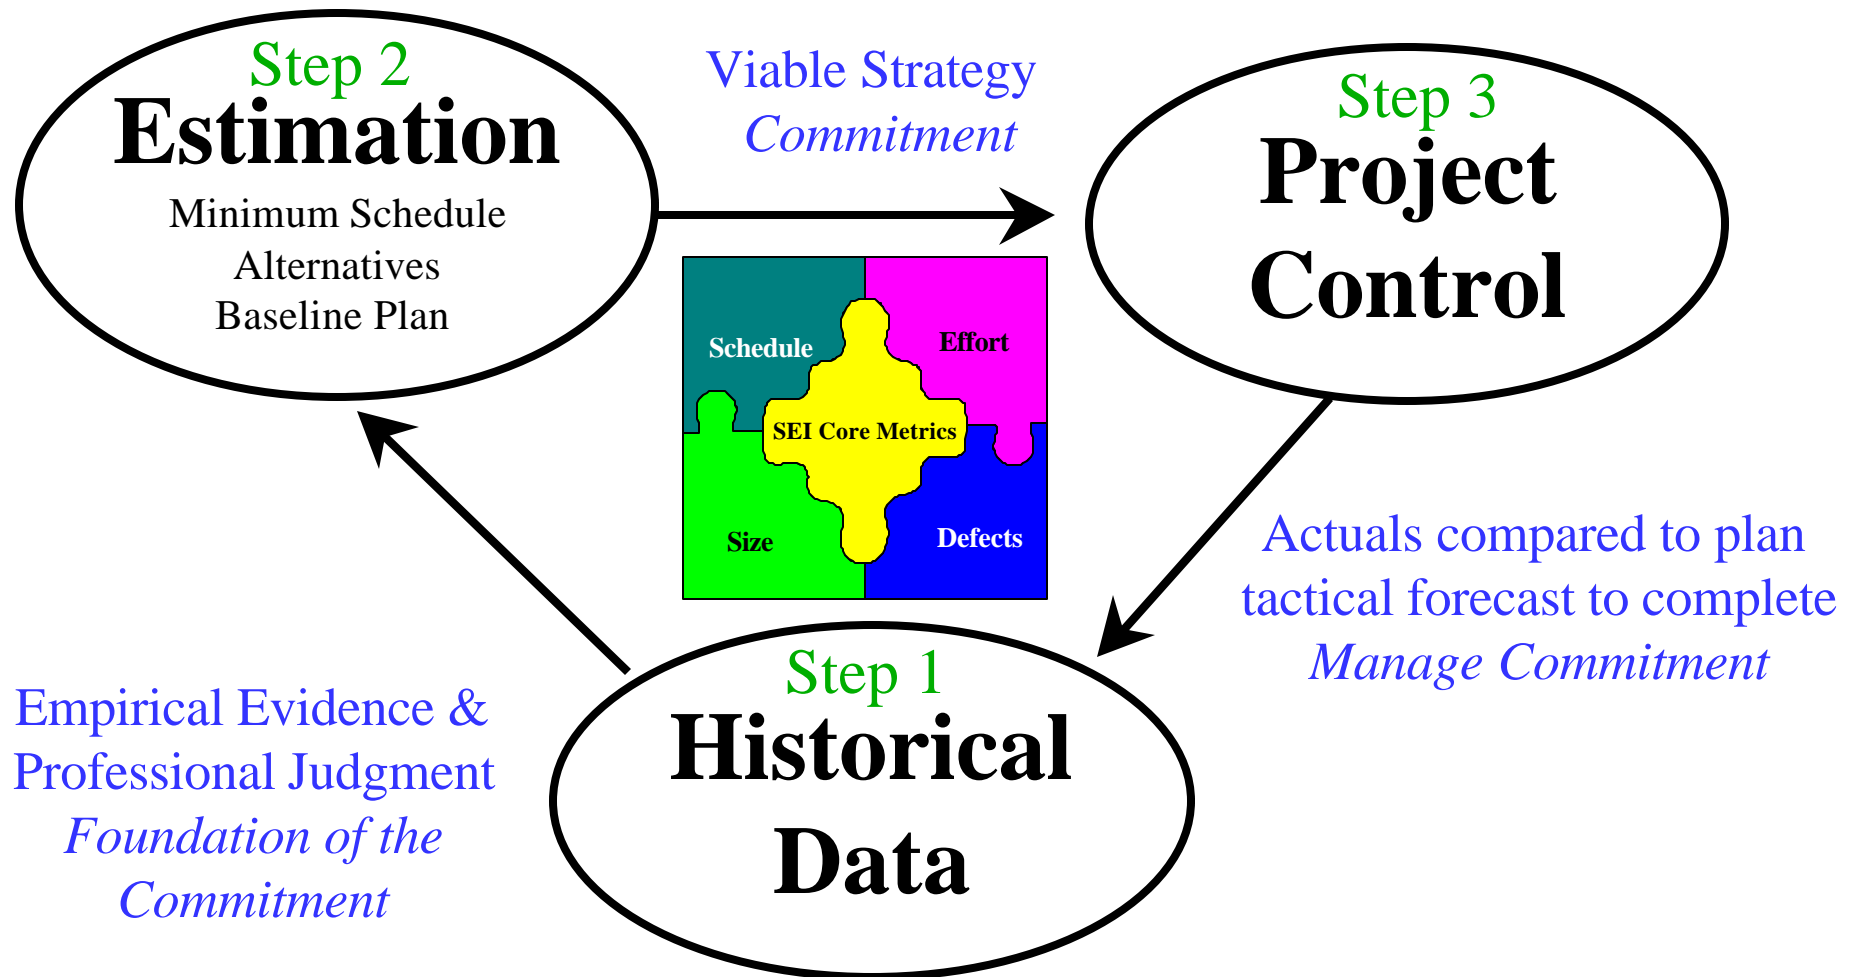 Step 2
Estimation
Minimum Schedule
Alternatives
Baseline Plan
Viable Strategy
Commitment
Step 3
Project
Control
Schedule
Effort
SEI Core Metrics
Size
Defects
Actuals compared to plan
tactical forecast to complete
Manage Commitment
Step 1
Historical
Data
Empirical Evidence &
Professional Judgment
Foundation of the
Commitment